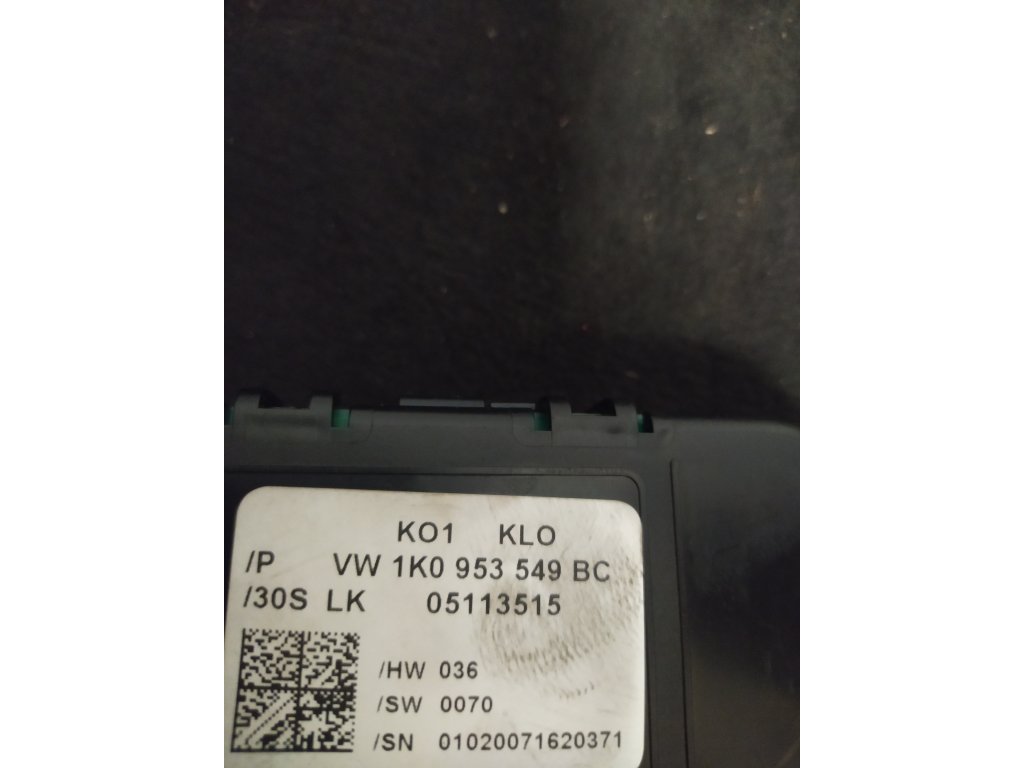 KO1 KLO
/P VW 1K0 953 549 BC
/30S LK 05113515
/HW 036
/SW 0070
/SN 01020071620371